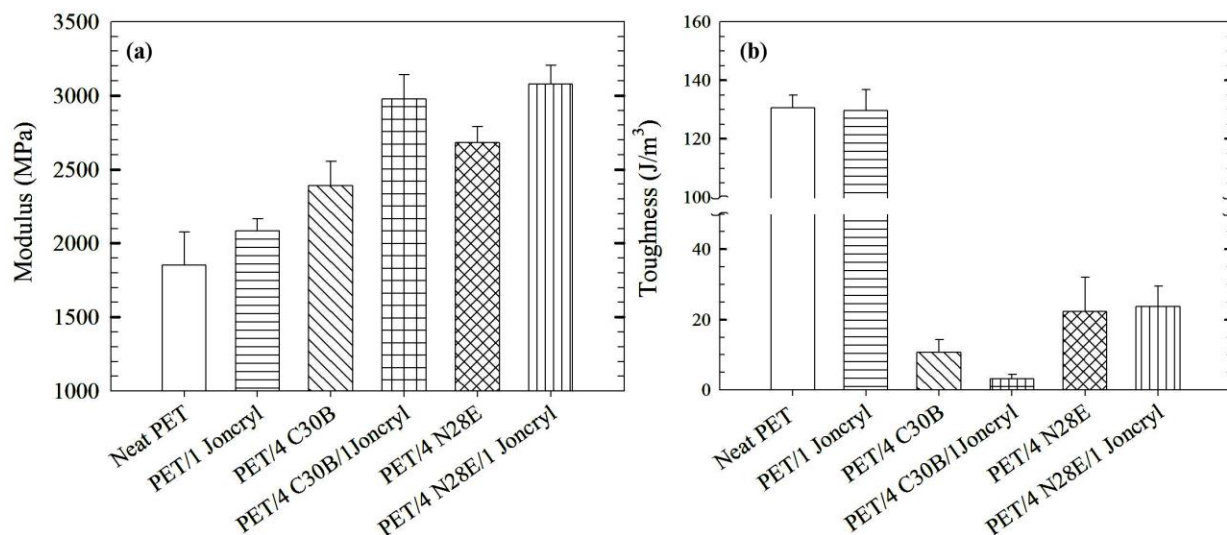 (a)
Modulus (MPa)
3500
3000
2500
2000
1500
1000
Neat PET
PET/1 Joncryl
PET/4 C30B
PET/4 C30B/1Joncryl
PET/4 N28E
PET/4 N28E/1 Joncryl
(b)
Toughness (J/m³)
160
140
120
100
40
20
0
Neat PET
PET/1 Joncryl
PET/4 C30B
PET/4 C30B/1Joncryl
PET/4 N28E
PET/4 N28E/1 Joncryl